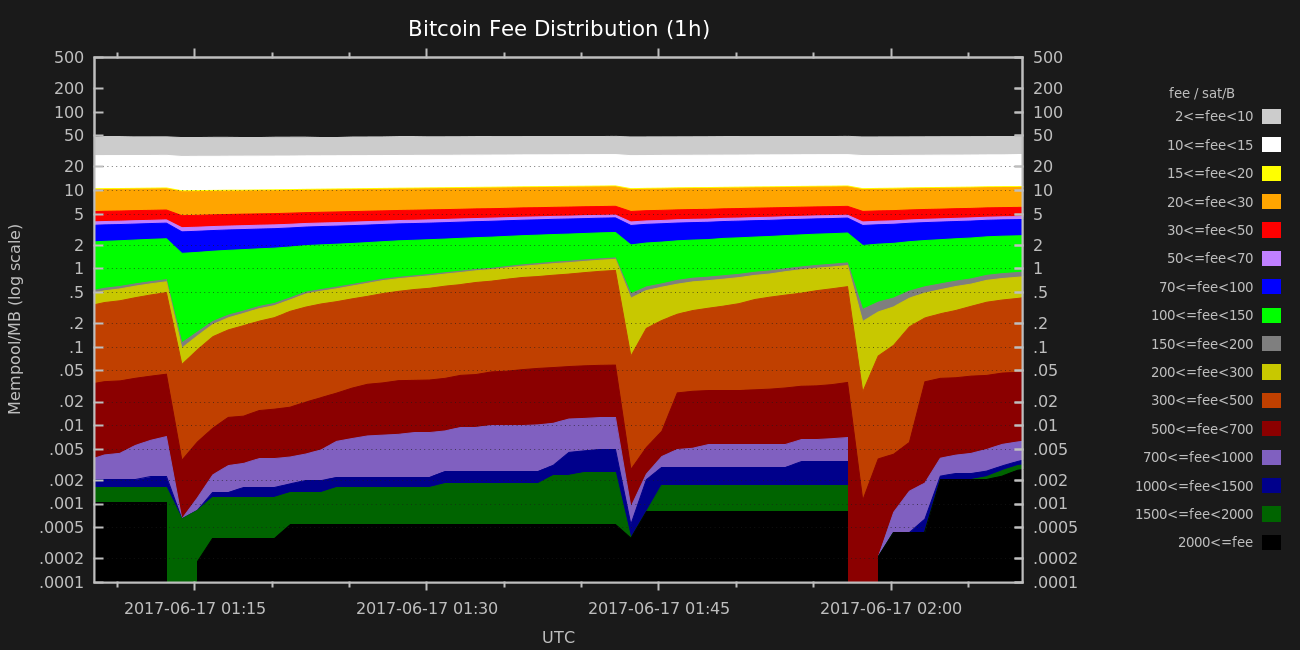 Bitcoin Fee Distribution (1h)
500 500
200 200
100 100
50 50
20 20
10 10
5 5
2 2
1 1
.5 .5
.2 .2
.1 .1
.05 .05
.02 .02
.01 .01
.005 .005
.002 .002
.001 .001
.0005 .0005
.0002 .0002
.0001 .0001
Mempool/MB (log scale)
2017-06-17 01:15 2017-06-17 01:30 2017-06-17 01:45 2017-06-17 02:00
UTC
fee / sat/B
2<=fee<10
10<=fee<15
15<=fee<20
20<=fee<30
30<=fee<50
50<=fee<70
70<=fee<100
100<=fee<150
150<=fee<200
200<=fee<300
300<=fee<500
500<=fee<700
700<=fee<1000
1000<=fee<1500
1500<=fee<2000
2000<=fee